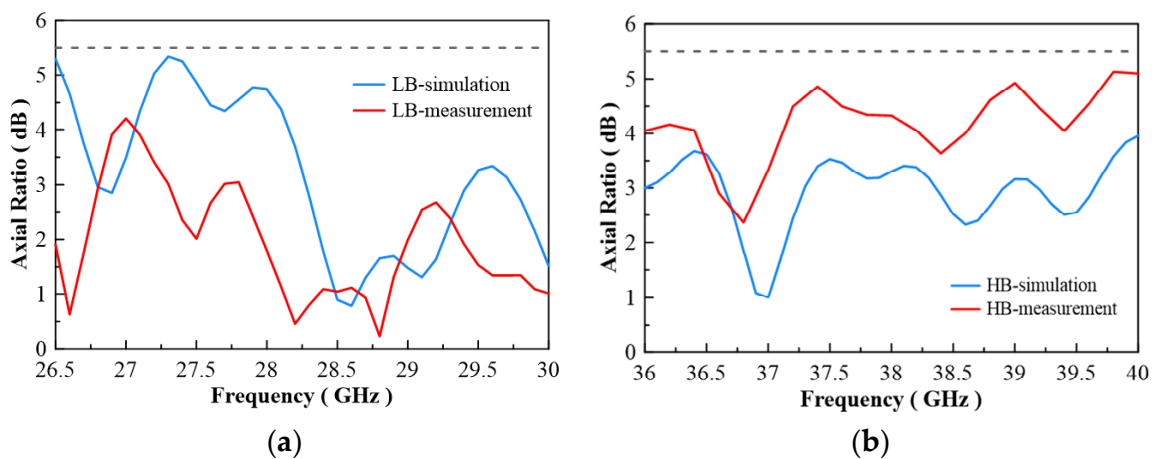 6
5
4
3
2
1
0
Axial Ratio ( dB )
LB-simulation
LB-measurement
26.5 27 27.5 28 28.5 29 29.5 30
Frequency ( GHz )
(a)
6
5
4
3
2
1
0
Axial Ratio ( dB )
HB-simulation
HB-measurement
36 36.5 37 37.5 38 38.5 39 39.5 40
Frequency ( GHz )
(b)